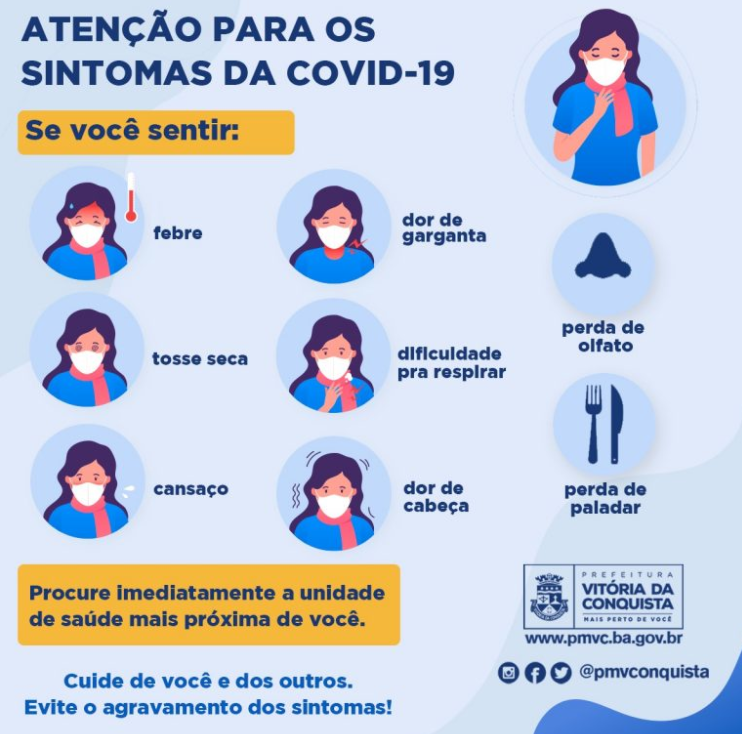 ATENÇÃO PARA OS
SINTOMAS DA COVID-19
Se você sentir:
febre
dor de
garganta
perda de
olfato
tosse seca
dificuldade
pra respirar
cansaço
dor de
cabeça
perda de
paladar
Procure imediatamente a unidade
de saúde mais próxima de você.
Cuide de você e dos outros.
Evite o agravamento dos sintomas!
PREFEITURA
VITÓRIA DA
CONQUISTA
MAIS PERTO DE VOCÊ
www.pmvc.ba.gov.br
@pmvconquista